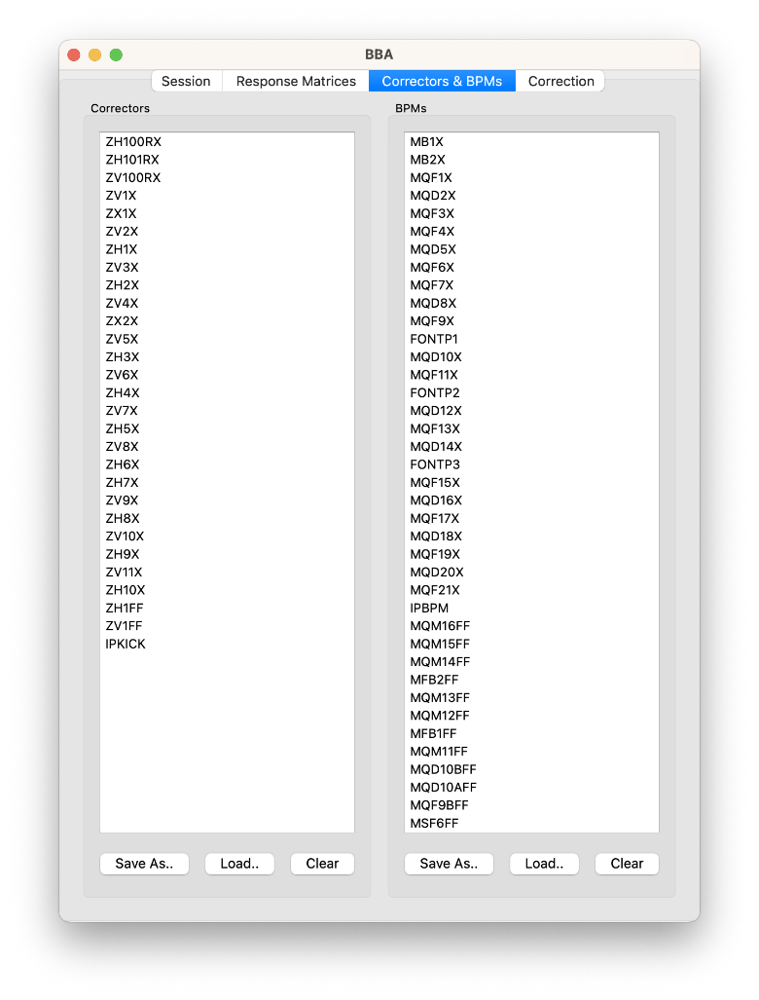 BBA
Session Response Matrices Correctors & BPMs Correction
Correctors
ZH100RX
ZH101RX
ZV100RX
ZV1X
ZX1X
ZV2X
ZH1X
ZV3X
ZH2X
ZV4X
ZX2X
ZV5X
ZH3X
ZV6X
ZH4X
ZV7X
ZH5X
ZV8X
ZH6X
ZH7X
ZV9X
ZH8X
ZV10X
ZH9X
ZV11X
ZH10X
ZH1FF
ZV1FF
IPKICK
Save As.. Load.. Clear
BPMs
MB1X
MB2X
MQF1X
MQD2X
MQF3X
MQF4X
MQD5X
MQF6X
MQF7X
MQD8X
MQF9X
FONTP1
MQD10X
MQF11X
FONTP2
MQD12X
MQF13X
MQD14X
FONTP3
MQF15X
MQD16X
MQF17X
MQD18X
MQF19X
MQD20X
MQF21X
IPBPM
MQM16FF
MQM15FF
MQM14FF
MFB2FF
MQM13FF
MQM12FF
MFB1FF
MQM11FF
MQD10BFF
MQD10AFF
MQF9BFF
MSF6FF
Save As.. Load.. Clear